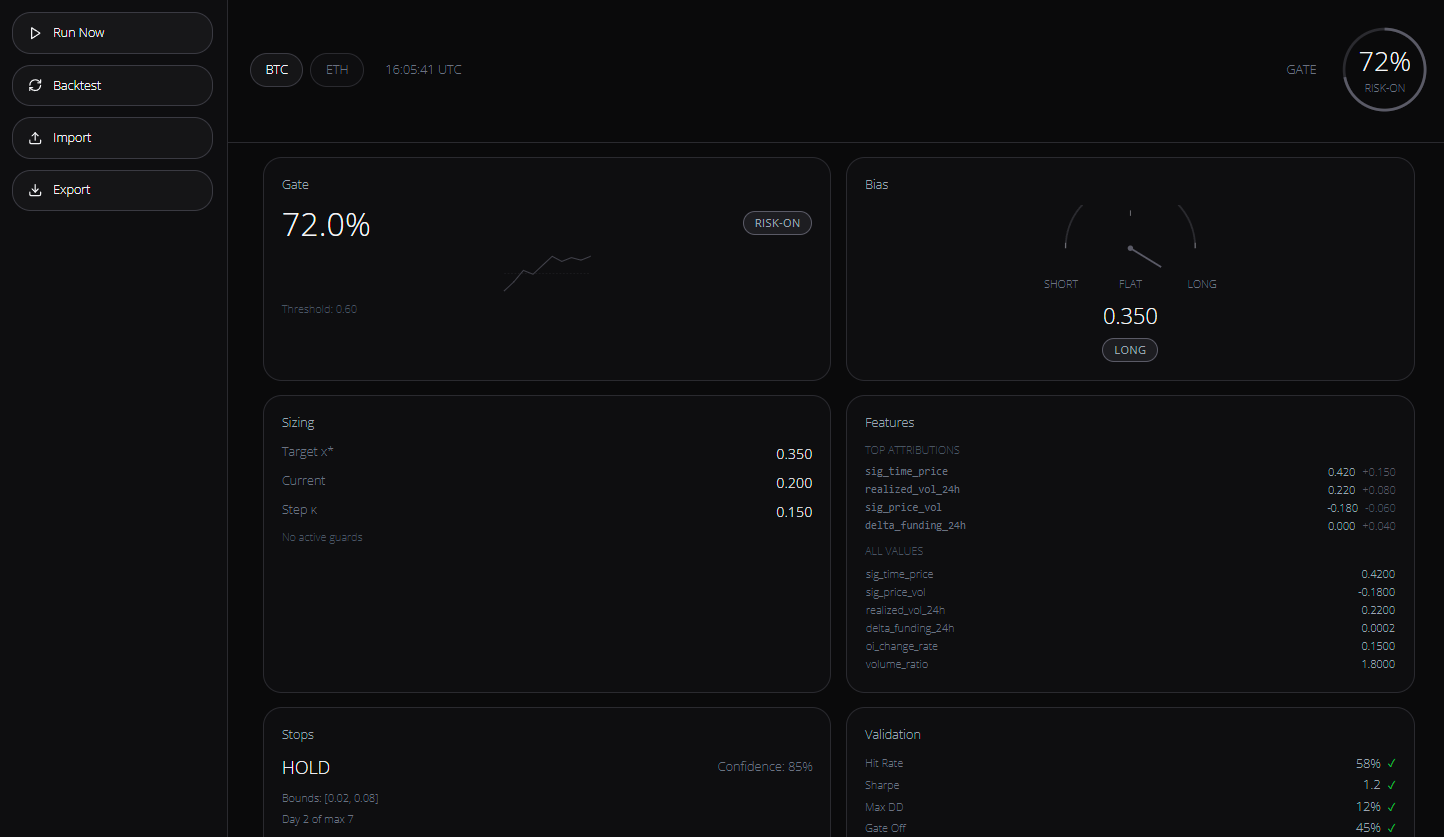 Run Now
Backtest
Import
Export
BTC ETH 16:05:41 UTC
GATE 72% RISK-ON
Gate
72.0% RISK-ON
Threshold: 0.60
Bias
SHORT FLAT LONG
0.350
LONG
Sizing
Target x* 0.350
Current 0.200
Step κ 0.150
No active guards
Features
TOP ATTRIBUTIONS
sig_time_price 0.420 +0.150
realized_vol_24h 0.220 +0.080
sig_price_vol -0.180 -0.060
delta_funding_24h 0.000 +0.040
ALL VALUES
sig_time_price 0.4200
sig_price_vol -0.1800
realized_vol_24h 0.2200
delta_funding_24h 0.0002
oi_change_rate 0.1500
volume_ratio 1.8000
Stops
HOLD Confidence: 85%
Bounds: [0.02, 0.08]
Day 2 of max 7
Validation
Hit Rate 58% ✓
Sharpe 1.2 ✓
Max DD 12% ✓
Gate Off 45% ✓